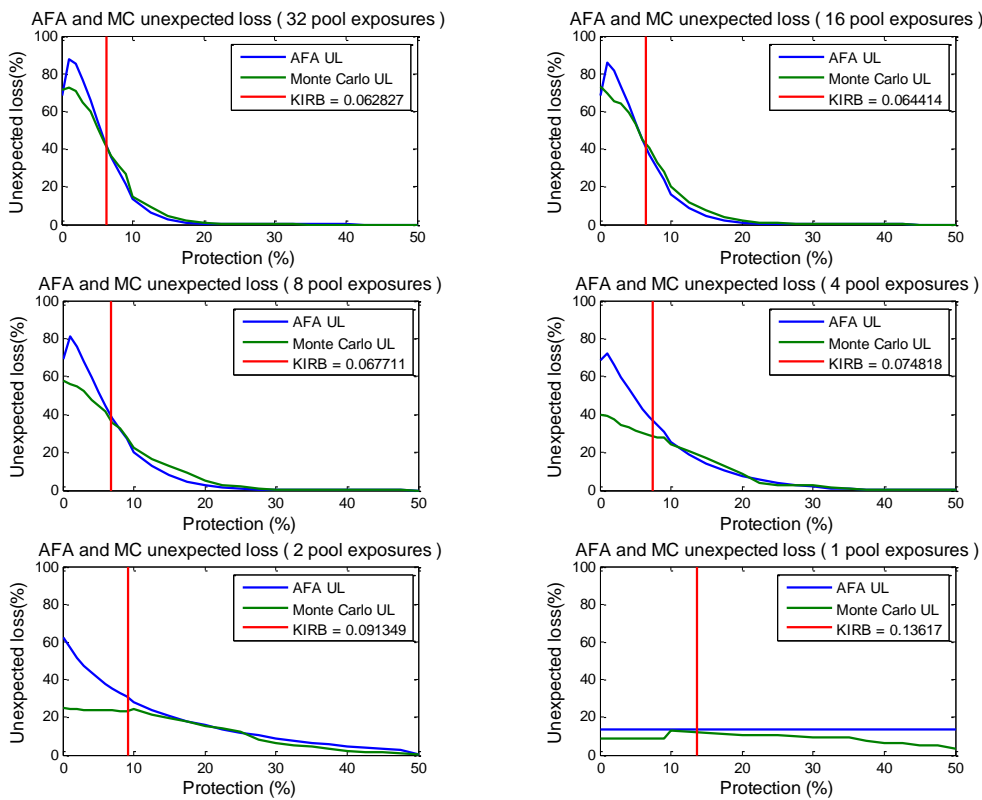 AFA and MC unexpected loss ( 32 pool exposures )
Unexpected loss(%)
100
80
60
40
20
0
0 10 20 30 40 50
Protection (%)
AFA UL
Monte Carlo UL
KIRB = 0.062827
AFA and MC unexpected loss ( 16 pool exposures )
Unexpected loss(%)
100
80
60
40
20
0
0 10 20 30 40 50
Protection (%)
AFA UL
Monte Carlo UL
KIRB = 0.064414
AFA and MC unexpected loss ( 8 pool exposures )
Unexpected loss(%)
100
80
60
40
20
0
0 10 20 30 40 50
Protection (%)
AFA UL
Monte Carlo UL
KIRB = 0.067711
AFA and MC unexpected loss ( 4 pool exposures )
Unexpected loss(%)
100
80
60
40
20
0
0 10 20 30 40 50
Protection (%)
AFA UL
Monte Carlo UL
KIRB = 0.074818
AFA and MC unexpected loss ( 2 pool exposures )
Unexpected loss(%)
100
80
60
40
20
0
0 10 20 30 40 50
Protection (%)
AFA UL
Monte Carlo UL
KIRB = 0.091349
AFA and MC unexpected loss ( 1 pool exposures )
Unexpected loss(%)
100
80
60
40
20
0
0 10 20 30 40 50
Protection (%)
AFA UL
Monte Carlo UL
KIRB = 0.13617